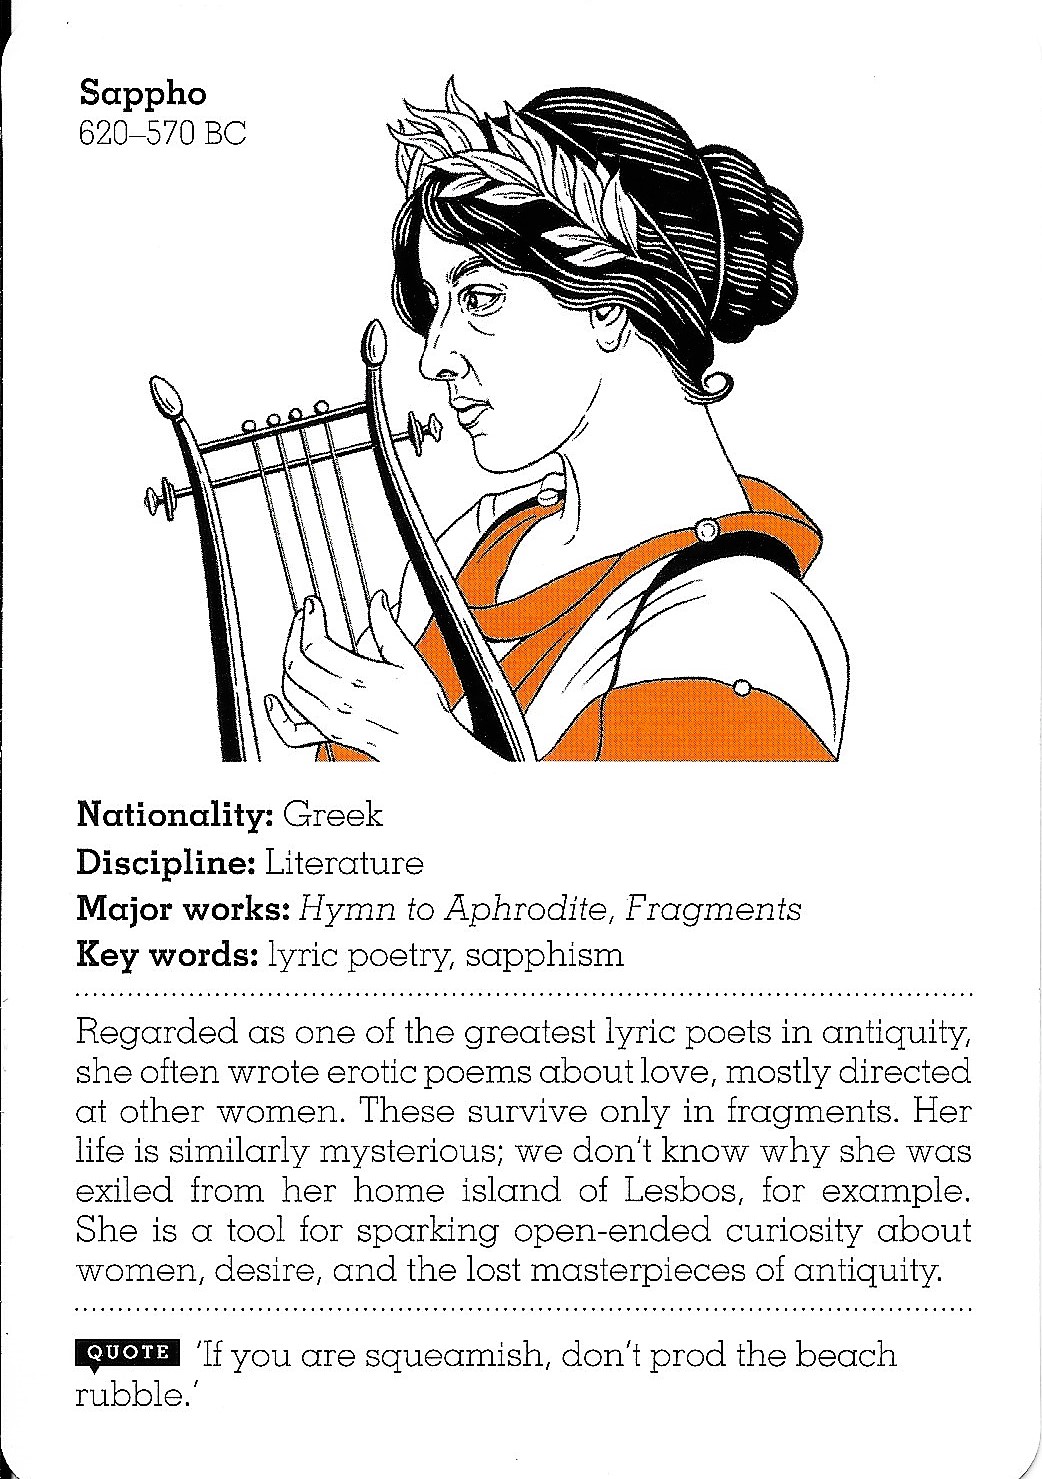 Sappho
620–570 BC
Nationality: Greek
Discipline: Literature
Major works: Hymn to Aphrodite, Fragments
Key words: lyric poetry, sapphism
Regarded as one of the greatest lyric poets in antiquity,
she often wrote erotic poems about love, mostly directed
at other women. These survive only in fragments. Her
life is similarly mysterious; we don't know why she was
exiled from her home island of Lesbos, for example.
She is a tool for sparking open-ended curiosity about
women, desire, and the lost masterpieces of antiquity.
QUOTE 'If you are squeamish, don't prod the beach
rubble.'